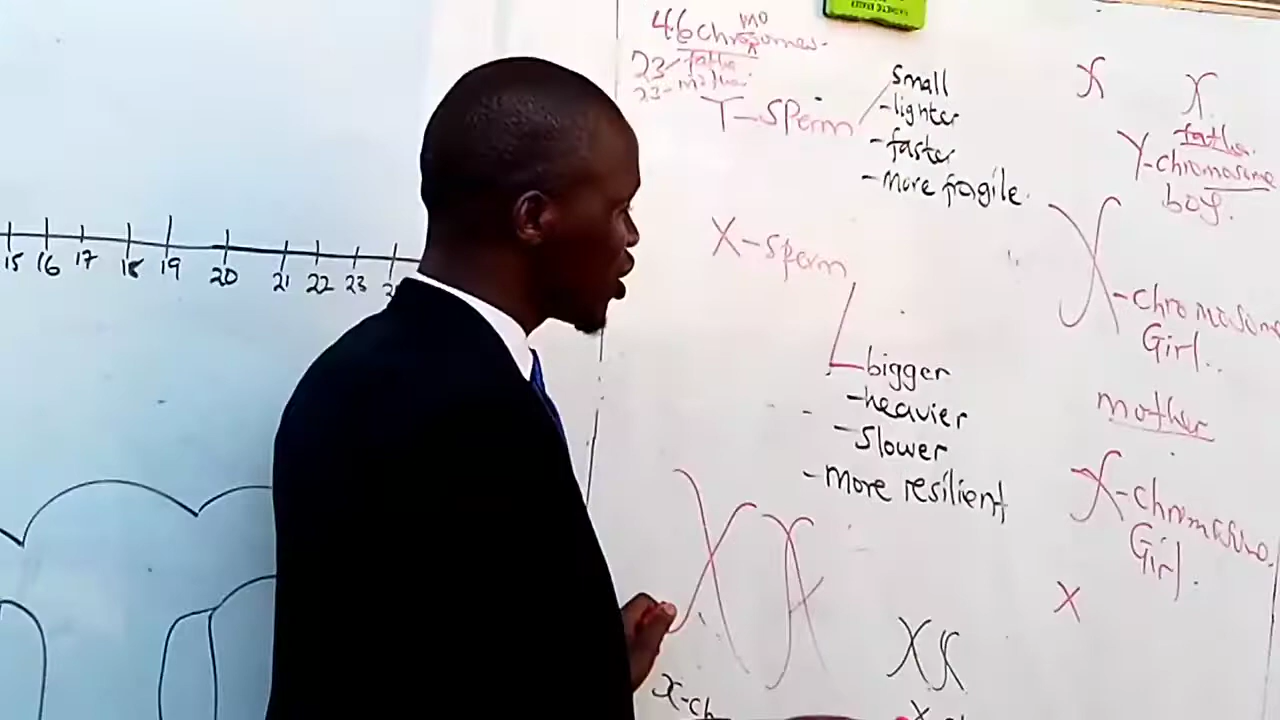 46 chromosomes.
23 father
23 - mother
Y-sperm
small
-lighter
-faster
-more fragile.
X-sperm
bigger
-heavier
-slower
-more resilient
X
X
father.
Y-chromosome
boy.
X-chromosome
Girl.
mother
X-chromosome.
Girl.
X
XX
XX
X-ch
15 16 17 18 19 20 21 22 23